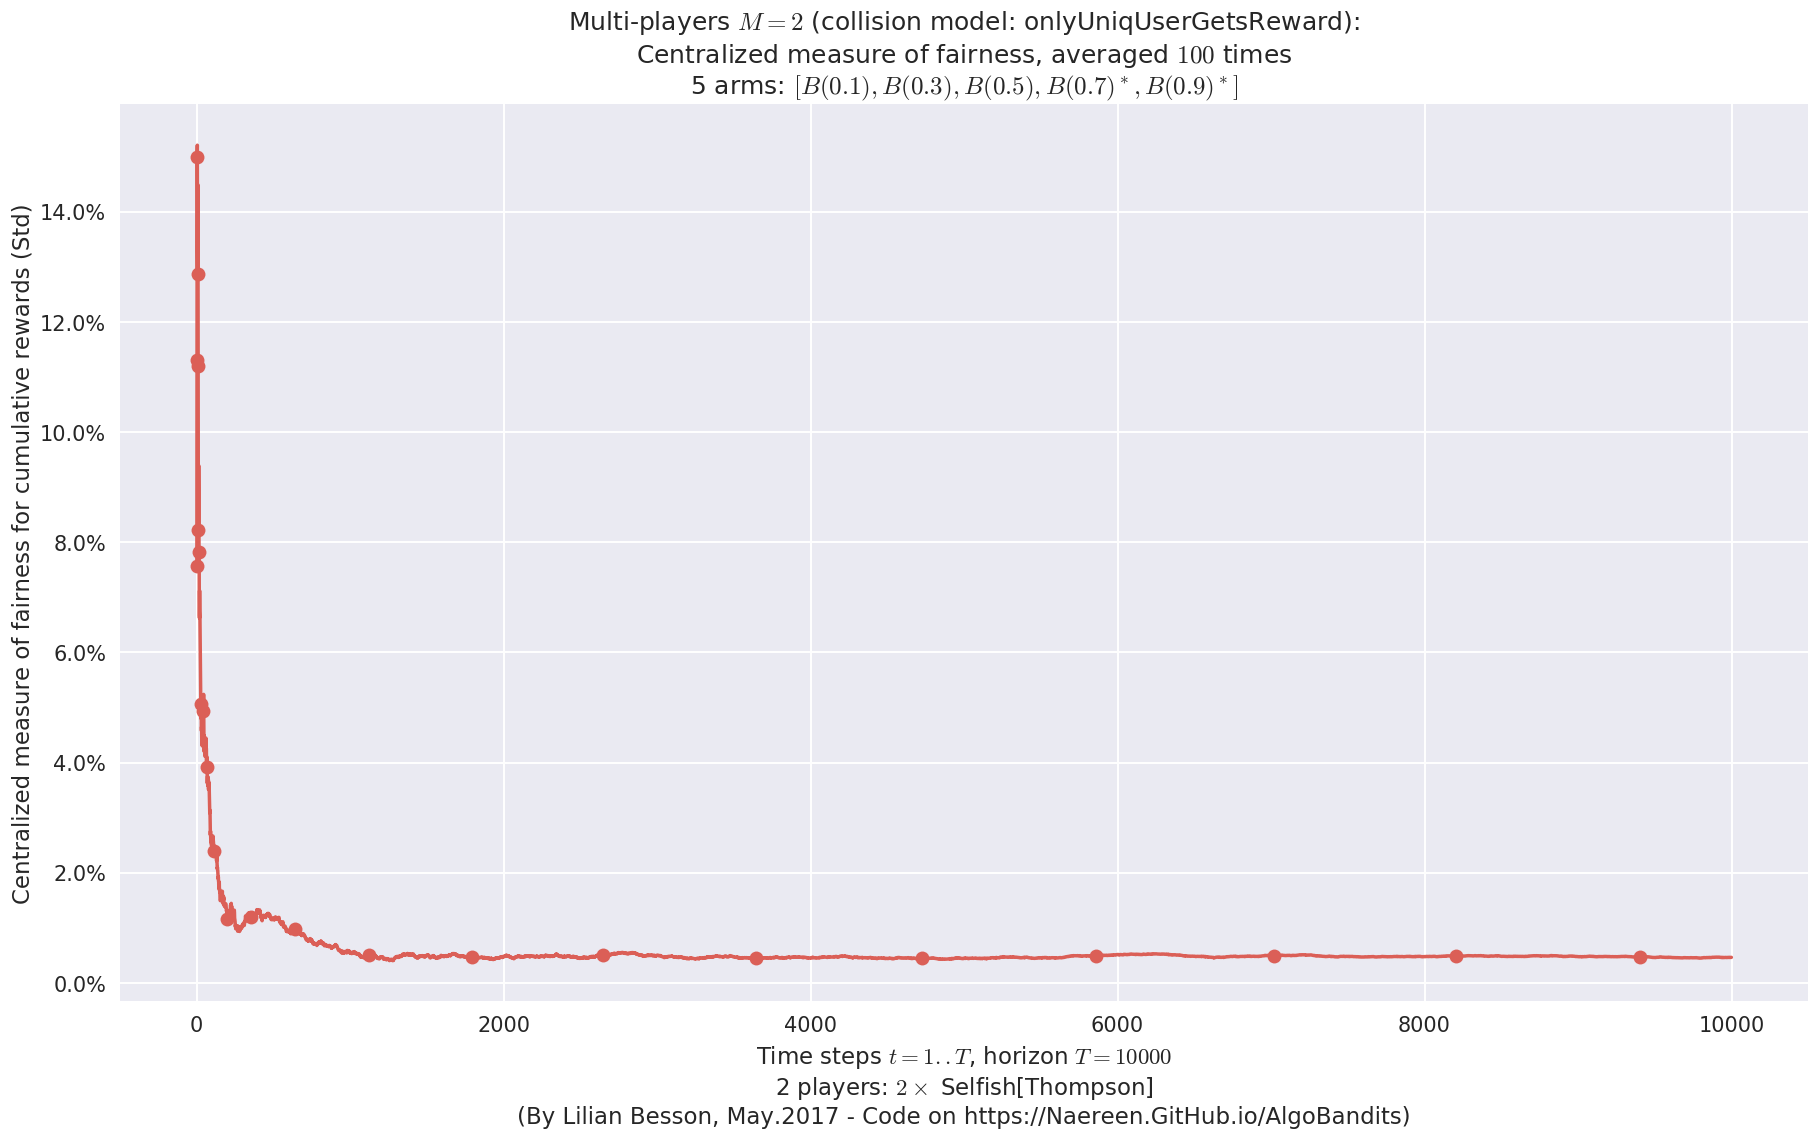 Multi-players M = 2 (collision model: onlyUniqUserGetsReward):
Centralized measure of fairness, averaged 100 times
5 arms: [B(0.1), B(0.3), B(0.5), B(0.7)*, B(0.9)*]
Centralized measure of fairness for cumulative rewards (Std)
14.0%
12.0%
10.0%
8.0%
6.0%
4.0%
2.0%
0.0%
0 2000 4000 6000 8000 10000
Time steps t = 1..T, horizon T = 10000
2 players: 2 × Selfish[Thompson]
(By Lilian Besson, May.2017 - Code on https://Naereen.GitHub.io/AlgoBandits)